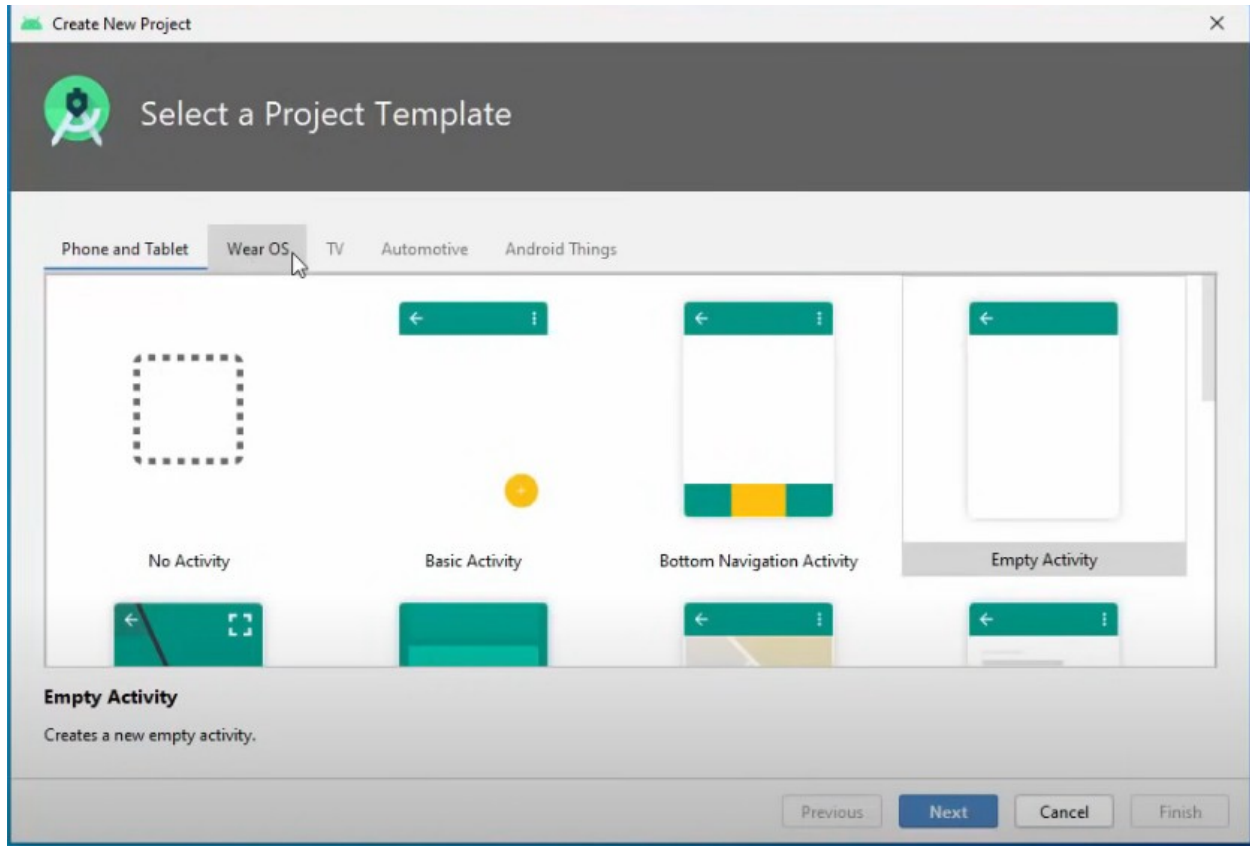 Create New Project
Select a Project Template
Phone and Tablet Wear OS TV Automotive Android Things
No Activity Basic Activity Bottom Navigation Activity Empty Activity
Empty Activity
Creates a new empty activity.
Previous Next Cancel Finish